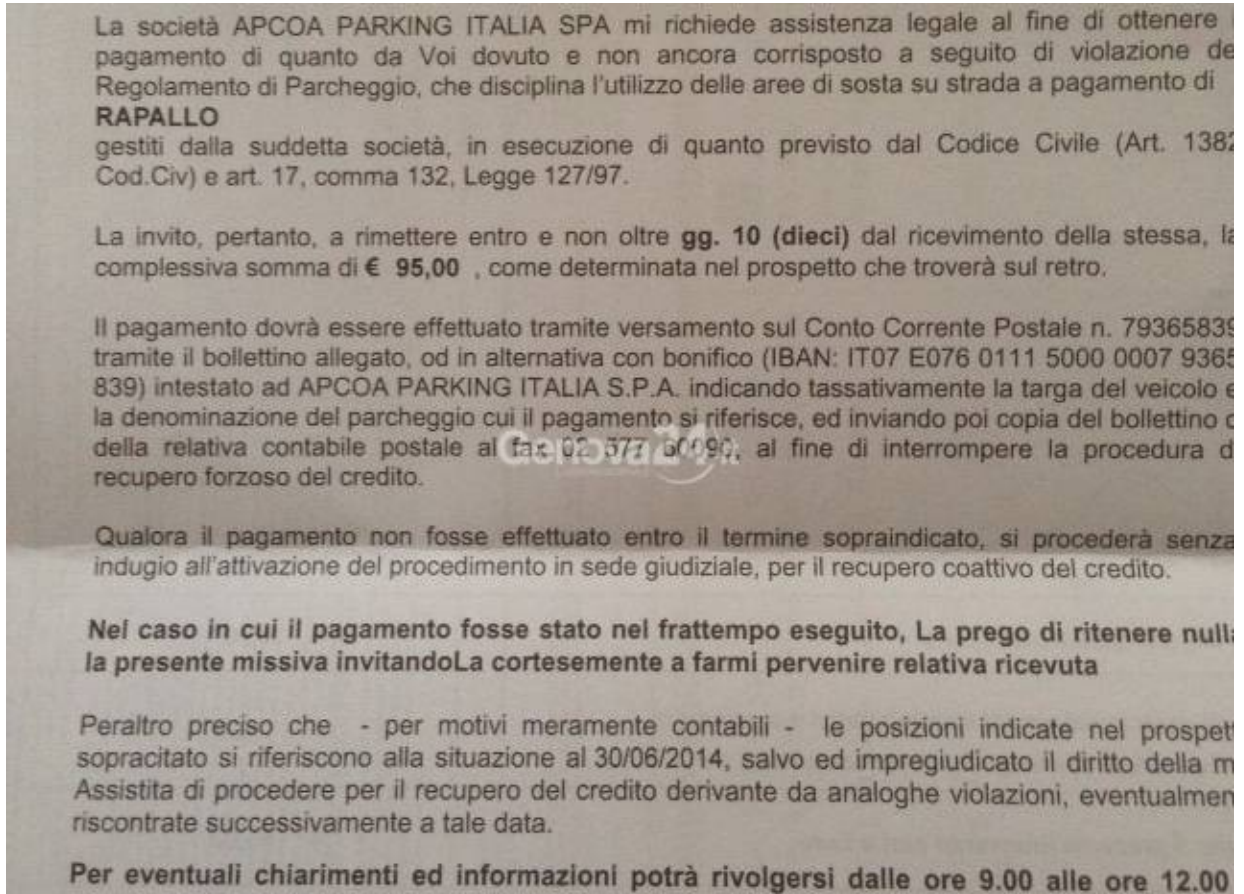 La società APCOA PARKING ITALIA SPA mi richiede assistenza legale al fine di ottenere
pagamento di quanto da Voi dovuto e non ancora corrisposto a seguito di violazione de
Regolamento di Parcheggio, che disciplina l'utilizzo delle aree di sosta su strada a pagamento di
RAPALLO
gestiti dalla suddetta società, in esecuzione di quanto previsto dal Codice Civile (Art. 1382
Cod.Civ) e art. 17, comma 132, Legge 127/97.
La invito, pertanto, a rimettere entro e non oltre gg. 10 (dieci) dal ricevimento della stessa, la
complessiva somma di € 95,00 , come determinata nel prospetto che troverà sul retro.
Il pagamento dovrà essere effettuato tramite versamento sul Conto Corrente Postale n. 79365839
tramite il bollettino allegato, od in alternativa con bonifico (IBAN: IT07 E076 0111 5000 0007 9365
839) intestato ad APCOA PARKING ITALIA S.P.A. indicando tassativamente la targa del veicolo e
la denominazione del parcheggio cui il pagamento si riferisce, ed inviando poi copia del bollettino o
della relativa contabile postale al fax 02 577 60090, al fine di interrompere la procedura d
recupero forzoso del credito.
Genova24.it
Qualora il pagamento non fosse effettuato entro il termine sopraindicato, si procederà senza
indugio all'attivazione del procedimento in sede giudiziale, per il recupero coattivo del credito.
Nel caso in cui il pagamento fosse stato nel frattempo eseguito, La prego di ritenere nulla
la presente missiva invitandoLa cortesemente a farmi pervenire relativa ricevuta
Peraltro preciso che - per motivi meramente contabili - le posizioni indicate nel prospett
sopracitato si riferiscono alla situazione al 30/06/2014, salvo ed impregiudicato il diritto della m
Assistita di procedere per il recupero del credito derivante da analoghe violazioni, eventualmen
riscontrate successivamente a tale data.
Per eventuali chiarimenti ed informazioni potrà rivolgersi dalle ore 9.00 alle ore 12.00